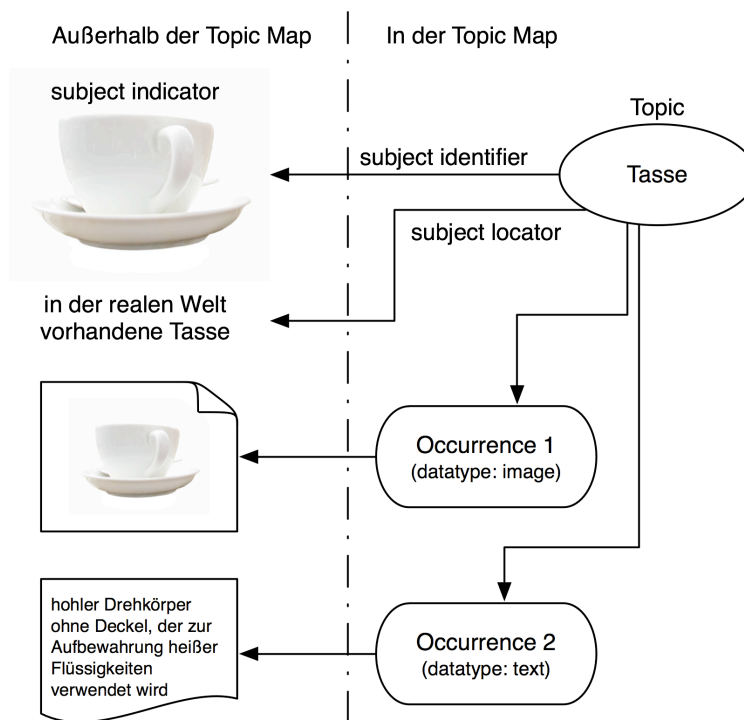 Außerhalb der Topic Map
In der Topic Map
subject indicator
Topic
subject identifier
Tasse
subject locator
in der realen Welt
vorhandene Tasse
Occurrence 1
(datatype: image)
hohler Drehkörper
ohne Deckel, der zur
Aufbewahrung heißer
Flüssigkeiten
verwendet wird
Occurrence 2
(datatype: text)